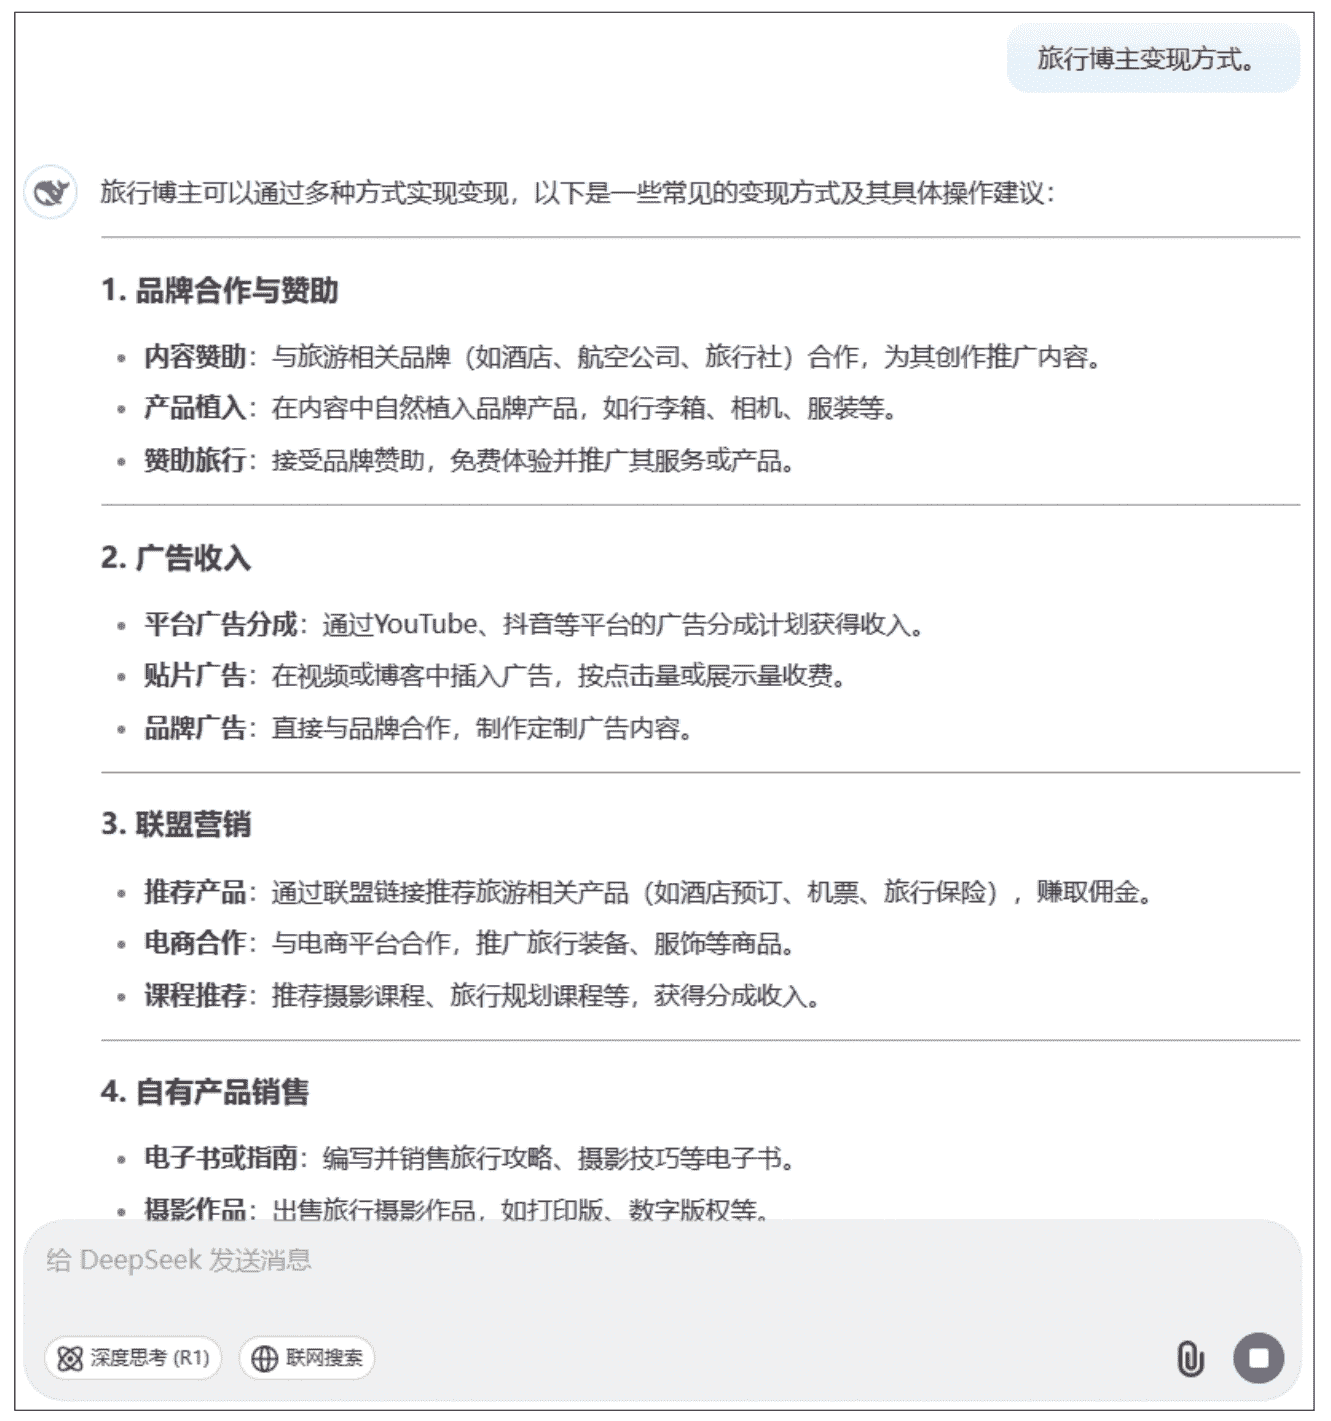 旅行博主变现方式。
旅行博主可以通过多种方式实现变现，以下是一些常见的变现方式及其具体操作建议：
1. 品牌合作与赞助
• 内容赞助：与旅游相关品牌（如酒店、航空公司、旅行社）合作，为其创作推广内容。
• 产品植入：在内容中自然植入品牌产品，如行李箱、相机、服装等。
• 赞助旅行：接受品牌赞助，免费体验并推广其服务或产品。
2. 广告收入
• 平台广告分成：通过YouTube、抖音等平台的广告分成计划获得收入。
• 贴片广告：在视频或博客中插入广告，按点击量或展示量收费。
• 品牌广告：直接与品牌合作，制作定制广告内容。
3. 联盟营销
• 推荐产品：通过联盟链接推荐旅游相关产品（如酒店预订、机票、旅行保险），赚取佣金。
• 电商合作：与电商平台合作，推广旅行装备、服饰等商品。
• 课程推荐：推荐摄影课程、旅行规划课程等，获得分成收入。
4. 自有产品销售
• 电子书或指南：编写并销售旅行攻略、摄影技巧等电子书。
• 摄影作品：出售旅行摄影作品，如打印版、数字版权等。
给 DeepSeek 发送消息
深度思考 (R1) 联网搜索